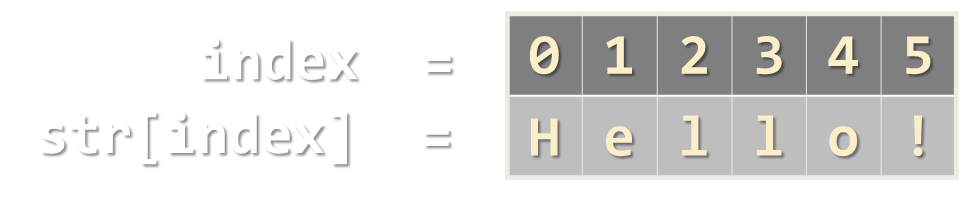 index = 0 1 2 3 4 5
str[index] = H e l l o !